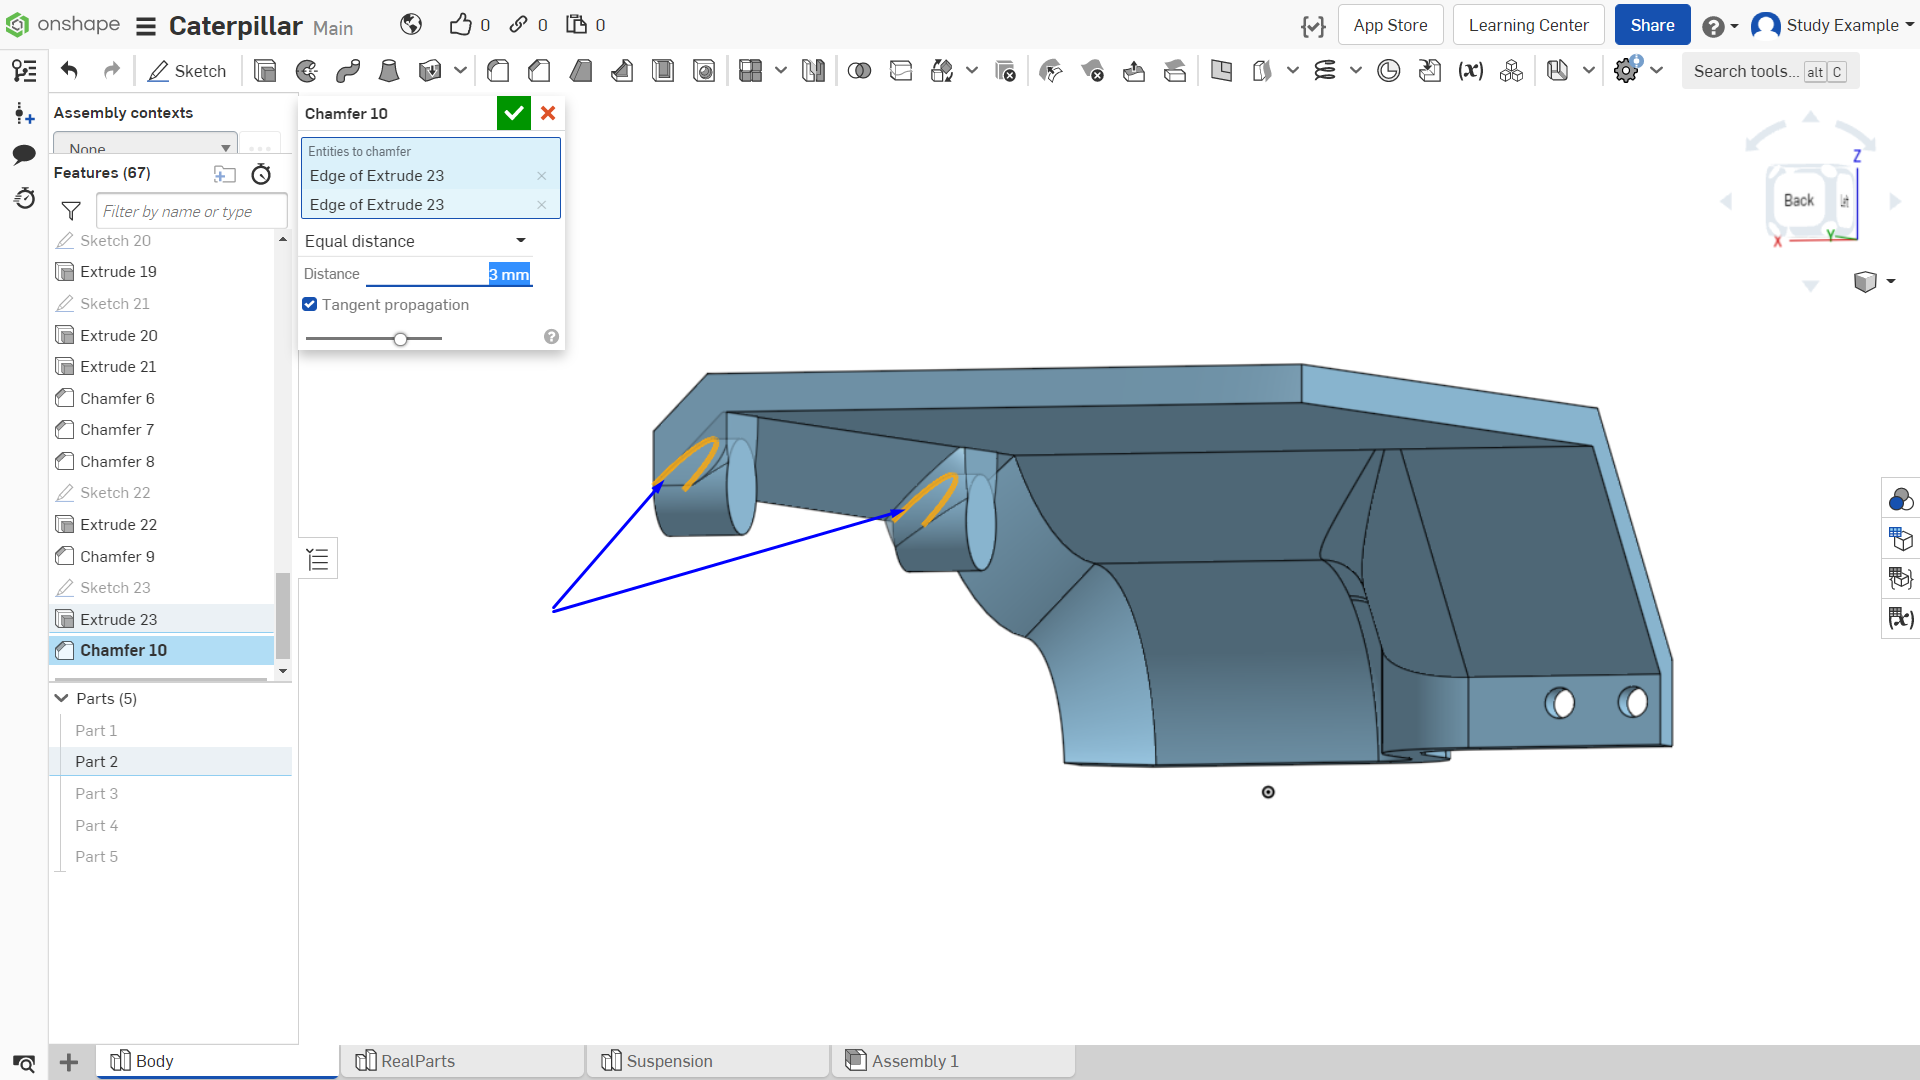 onshape Caterpillar Main 0 0 0 App Store Learning Center Share Study Example
Sketch Search tools... alt C
Assembly contexts
None
Features (67)
Filter by name or type
Sketch 20
Extrude 19
Sketch 21
Extrude 20
Extrude 21
Chamfer 6
Chamfer 7
Chamfer 8
Sketch 22
Extrude 22
Chamfer 9
Sketch 23
Extrude 23
Chamfer 10
Parts (5)
Part 1
Part 2
Part 3
Part 4
Part 5
Chamfer 10
Entities to chamfer
Edge of Extrude 23
Edge of Extrude 23
Equal distance
Distance 3 mm
Tangent propagation
Z
Back Left
X Y
Body RealParts Suspension Assembly 1